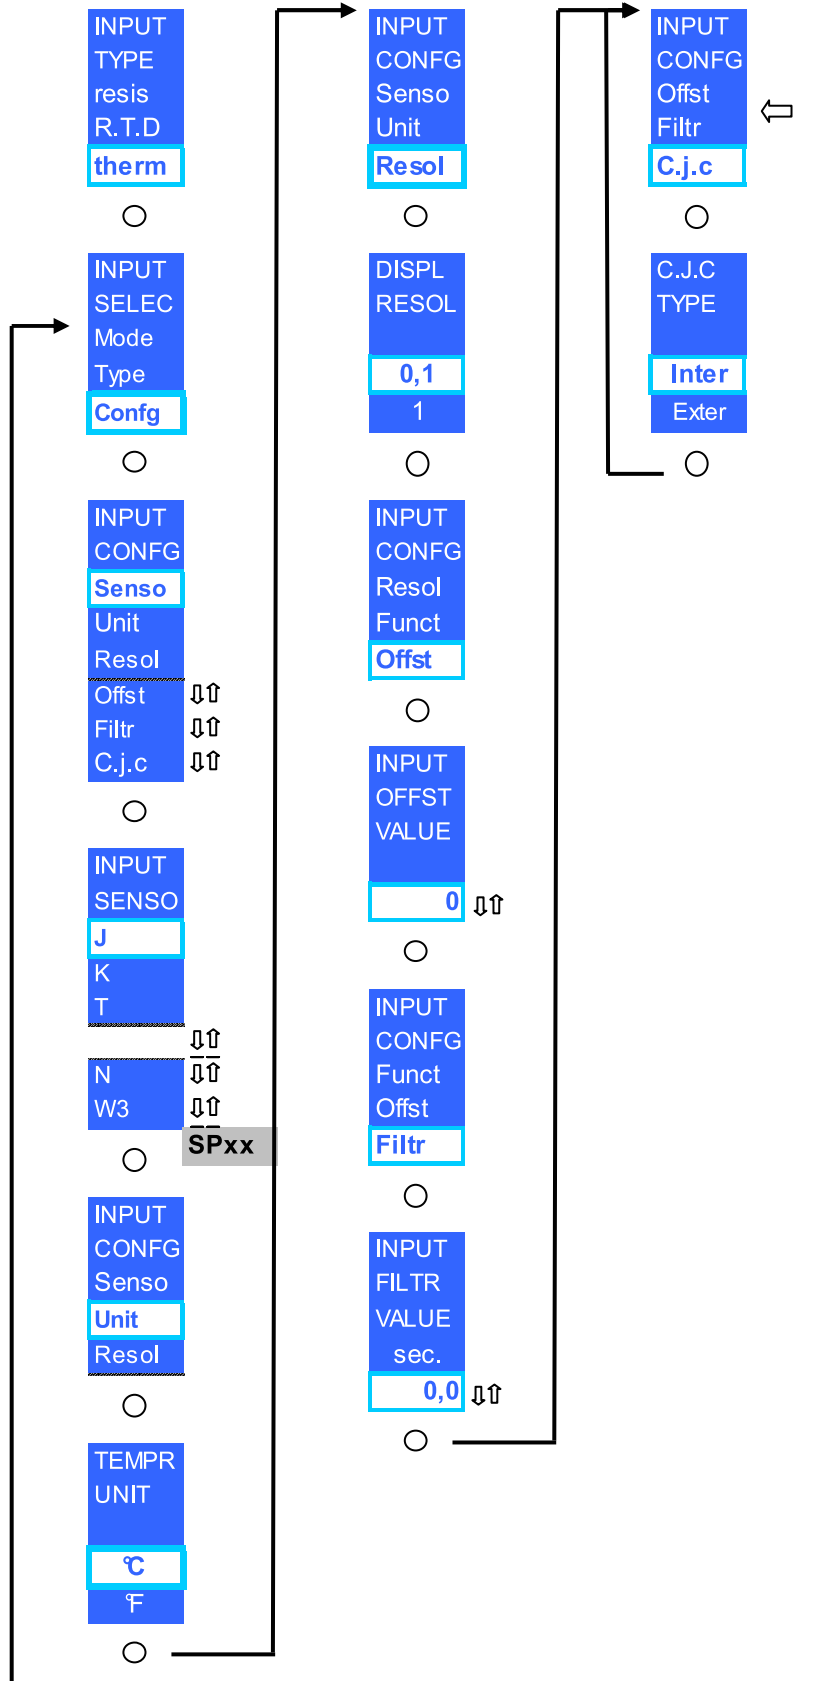 INPUT
TYPE
resis
R.T.D
therm
INPUT
SELEC
Mode
Type
Confg
INPUT
CONFG
Senso
Unit
Resol
Offst
Filtr
C.j.c
INPUT
SENSO
J
K
T
N
W3
SPxx
INPUT
CONFG
Senso
Unit
Resol
TEMPR
UNIT
°C
°F
INPUT
CONFG
Senso
Unit
Resol
DISPL
RESOL
0,1
1
INPUT
CONFG
Resol
Funct
Offst
INPUT
OFFST
VALUE
0
INPUT
CONFG
Funct
Offst
Filtr
INPUT
FILTR
VALUE
sec.
0,0
INPUT
CONFG
Offst
Filtr
C.j.c
C.J.C
TYPE
Inter
Exter